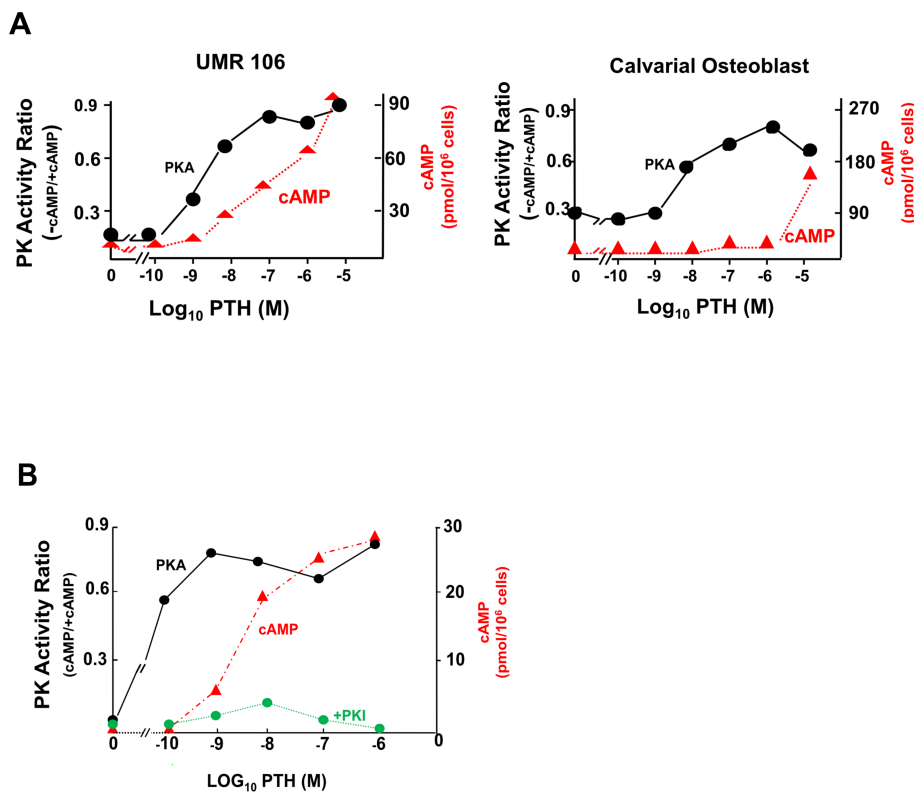 A
UMR 106
PK Activity Ratio
(-cAMP/+cAMP)
0.9
0.6
0.3
PKA
cAMP
90
60
30
cAMP
(pmol/10⁶ cells)
0 -10 -9 -8 -7 -6 -5
Log₁₀ PTH (M)
Calvarial Osteoblast
PK Activity Ratio
(-cAMP/+cAMP)
0.9
0.6
0.3
PKA
cAMP
270
180
90
cAMP
(pmol/10⁶ cells)
0 -10 -9 -8 -7 -6 -5
Log₁₀ PTH (M)
B
PK Activity Ratio
(cAMP/+cAMP)
0.9
0.6
0.3
PKA
cAMP
+PKI
30
20
10
cAMP
(pmol/10⁶ cells)
0 -10 -9 -8 -7 -6 0
LOG₁₀ PTH (M)